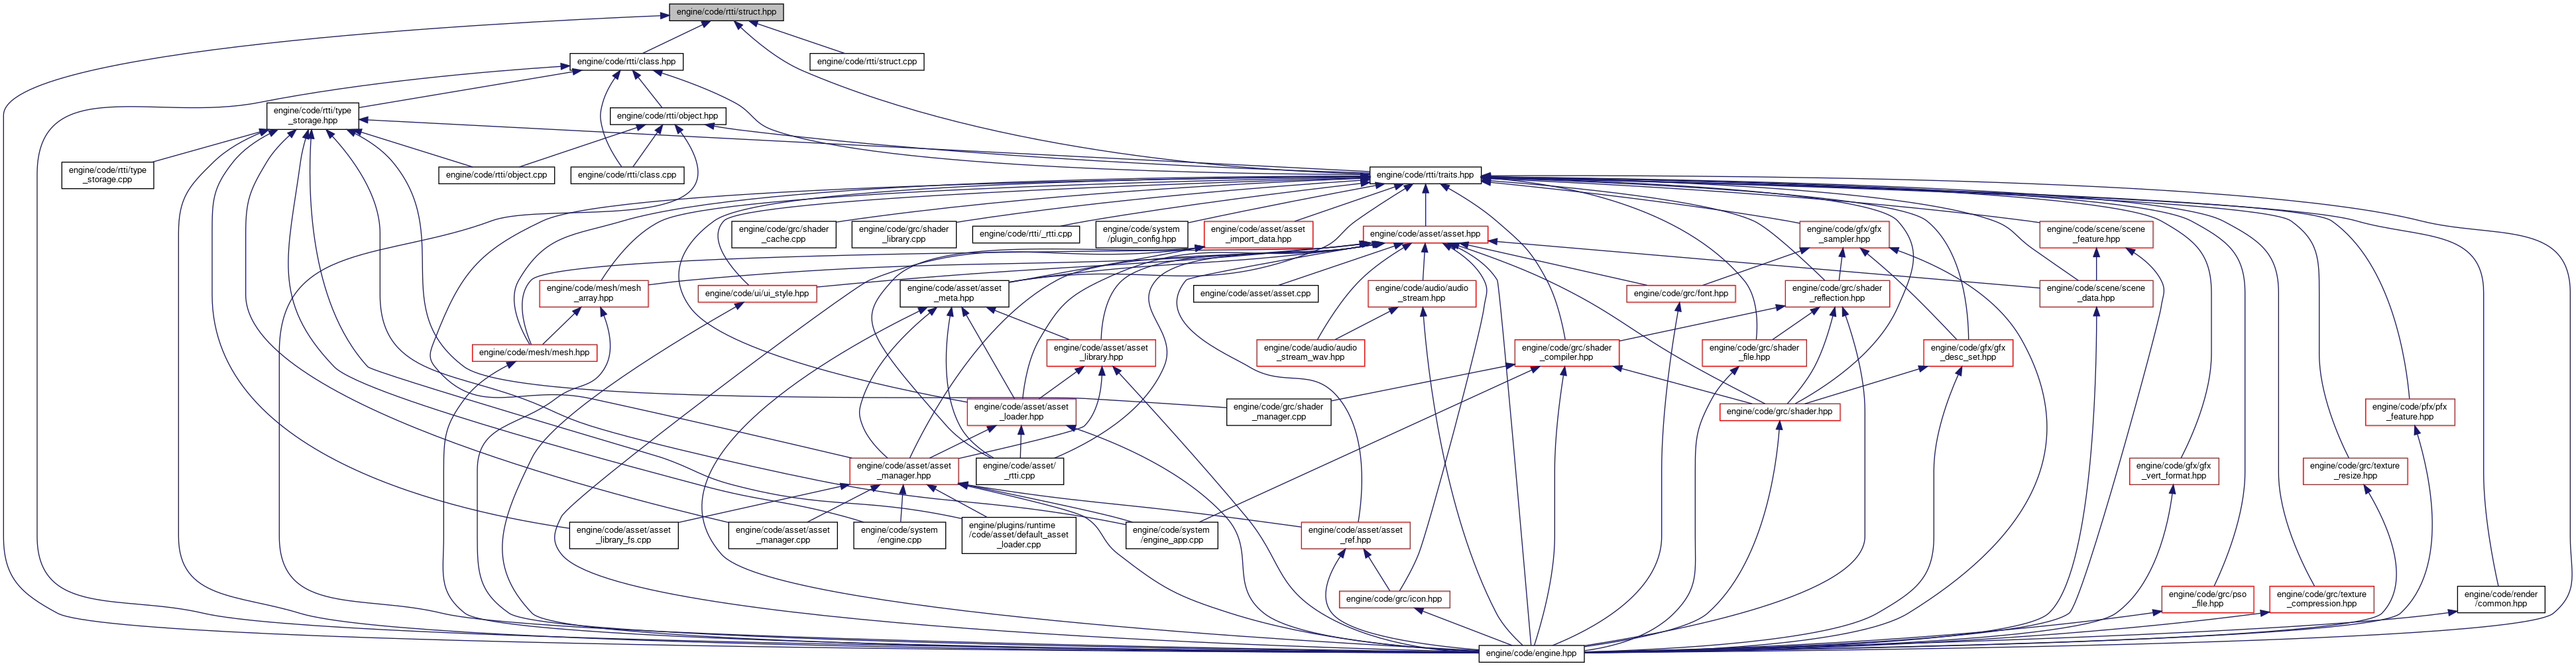 engine/code/rtti/struct.hpp
engine/code/rtti/class.hpp
engine/code/rtti/struct.cpp
engine/code/rtti/type
_storage.hpp
engine/code/rtti/object.hpp
engine/code/rtti/type
_storage.cpp
engine/code/rtti/object.cpp
engine/code/rtti/class.cpp
engine/code/rtti/traits.hpp
engine/code/grc/shader
_cache.cpp
engine/code/grc/shader
_library.cpp
engine/code/rtti/_rtti.cpp
engine/code/system
/plugin_config.hpp
engine/code/asset/asset
_import_data.hpp
engine/code/asset/asset.hpp
engine/code/gfx/gfx
_sampler.hpp
engine/code/scene/scene
_feature.hpp
engine/code/mesh/mesh
_array.hpp
engine/code/ui/ui_style.hpp
engine/code/asset/asset
_meta.hpp
engine/code/asset/asset.cpp
engine/code/audio/audio
_stream.hpp
engine/code/grc/font.hpp
engine/code/grc/shader
_reflection.hpp
engine/code/scene/scene
_data.hpp
engine/code/mesh/mesh.hpp
engine/code/asset/asset
_library.hpp
engine/code/audio/audio
_stream_wav.hpp
engine/code/grc/shader
_compiler.hpp
engine/code/grc/shader
_file.hpp
engine/code/gfx/gfx
_desc_set.hpp
engine/code/asset/asset
_loader.hpp
engine/code/grc/shader
_manager.cpp
engine/code/grc/shader.hpp
engine/code/pfx/pfx
_feature.hpp
engine/code/asset/asset
_manager.hpp
engine/code/asset/
_rtti.cpp
engine/code/gfx/gfx
_vert_format.hpp
engine/code/grc/texture
_resize.hpp
engine/code/asset/asset
_library_fs.cpp
engine/code/asset/asset
_manager.cpp
engine/code/system
/engine.cpp
engine/plugins/runtime
/code/asset/default_asset
_loader.cpp
engine/code/system
/engine_app.cpp
engine/code/asset/asset
_ref.hpp
engine/code/grc/icon.hpp
engine/code/grc/pso
_file.hpp
engine/code/grc/texture
_compression.hpp
engine/code/render
/common.hpp
engine/code/engine.hpp